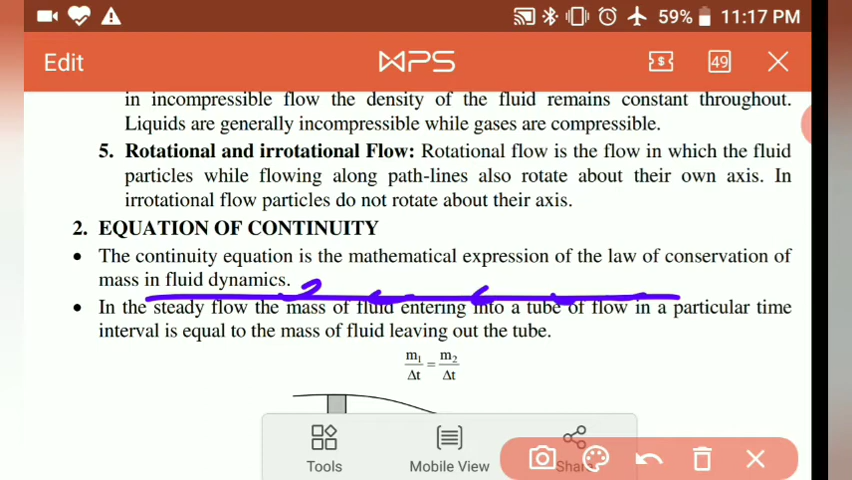 59% 11:17 PM
Edit WPS $ 49
in incompressible flow the density of the fluid remains constant throughout.
Liquids are generally incompressible while gases are compressible.
5. Rotational and irrotational Flow: Rotational flow is the flow in which the fluid
particles while flowing along path-lines also rotate about their own axis. In
irrotational flow particles do not rotate about their axis.
2. EQUATION OF CONTINUITY
• The continuity equation is the mathematical expression of the law of conservation of
mass in fluid dynamics.
• In the steady flow the mass of fluid entering into a tube of flow in a particular time
interval is equal to the mass of fluid leaving out the tube.
m₁/Δt = m₂/Δt
Tools Mobile View Share